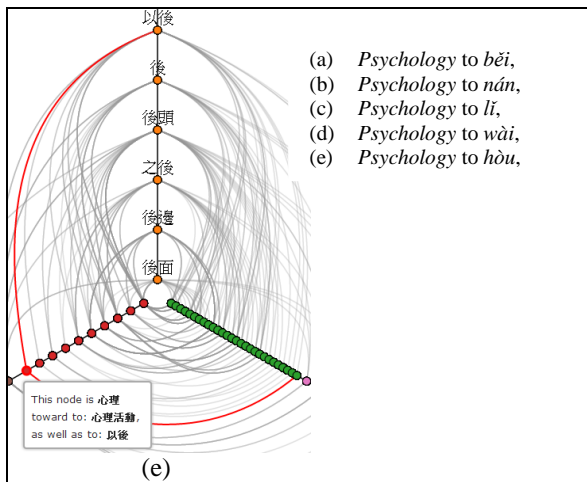 以後
後
後頭
之後
後邊
後面
This node is 心理
toward to: 心理活動,
as well as to: 以後
(e)
(a) Psychology to běi,
(b) Psychology to nán,
(c) Psychology to lǐ,
(d) Psychology to wài,
(e) Psychology to hòu,